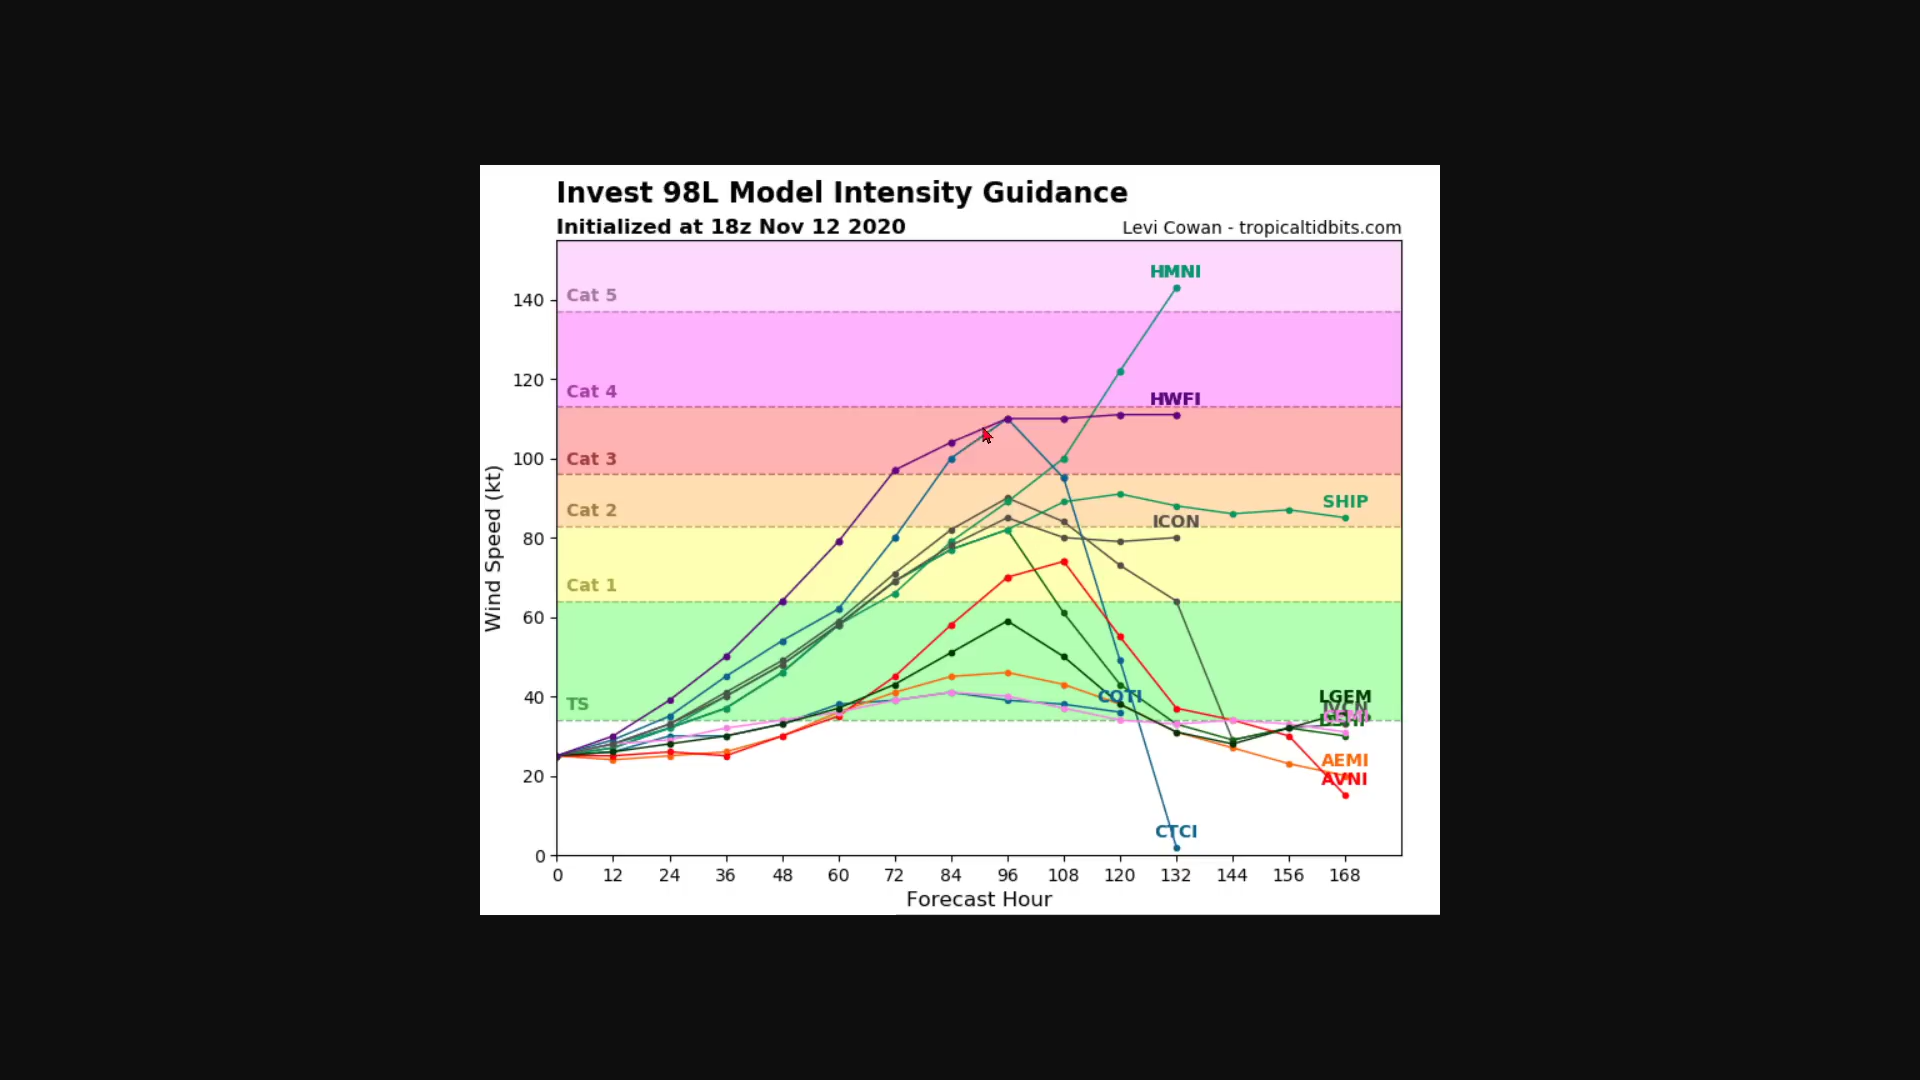 Invest 98L Model Intensity Guidance
Initialized at 18z Nov 12 2020
Levi Cowan - tropicaltidbits.com
HMNI
140
Cat 5
120
Cat 4
HWFI
100
Cat 3
SHIP
Cat 2
ICON
80
Cat 1
60
40
TS
COTI
LGEM
AEMI
20
AVNI
CTCI
0
Wind Speed (kt)
0 12 24 36 48 60 72 84 96 108 120 132 144 156 168
Forecast Hour